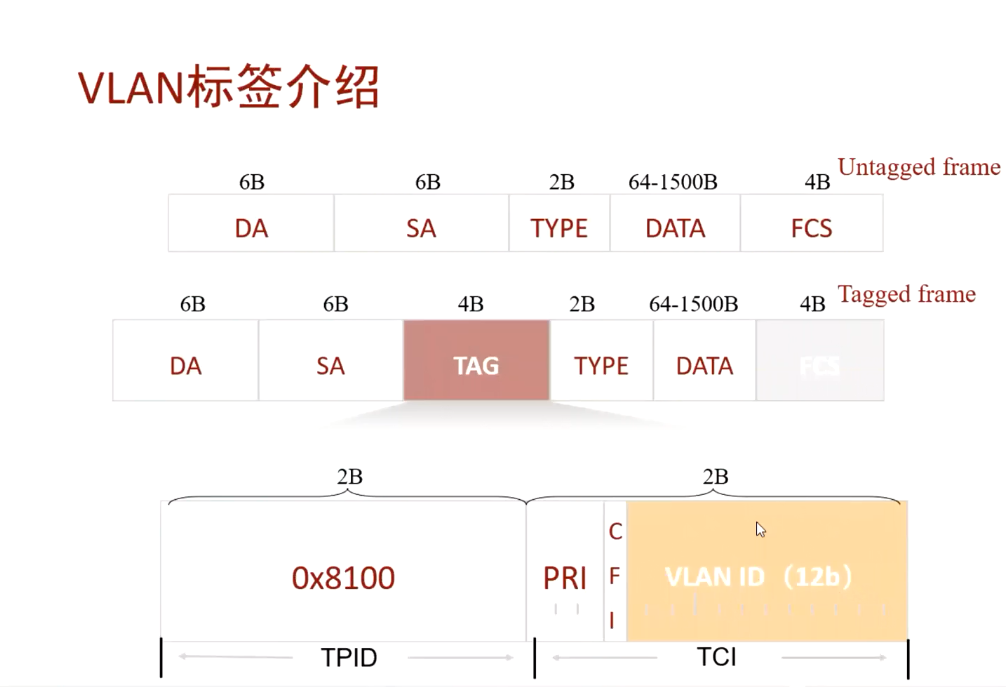 VLAN标签介绍
Untagged frame
6B 6B 2B 64-1500B 4B
DA SA TYPE DATA FCS
Tagged frame
6B 6B 4B 2B 64-1500B 4B
DA SA TAG TYPE DATA FCS
2B 2B
0x8100 PRI CFI VLAN ID（12b）
TPID TCI